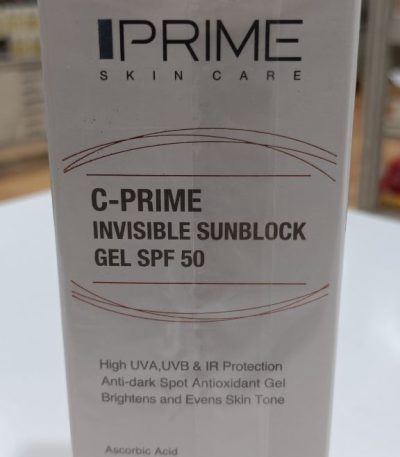 PRIME
SKIN CARE
C-PRIME
INVISIBLE SUNBLOCK
GEL SPF 50
High UVA,UVB & IR Protection
Anti-dark Spot Antioxidant Gel
Brightens and Evens Skin Tone
Ascorbic Acid